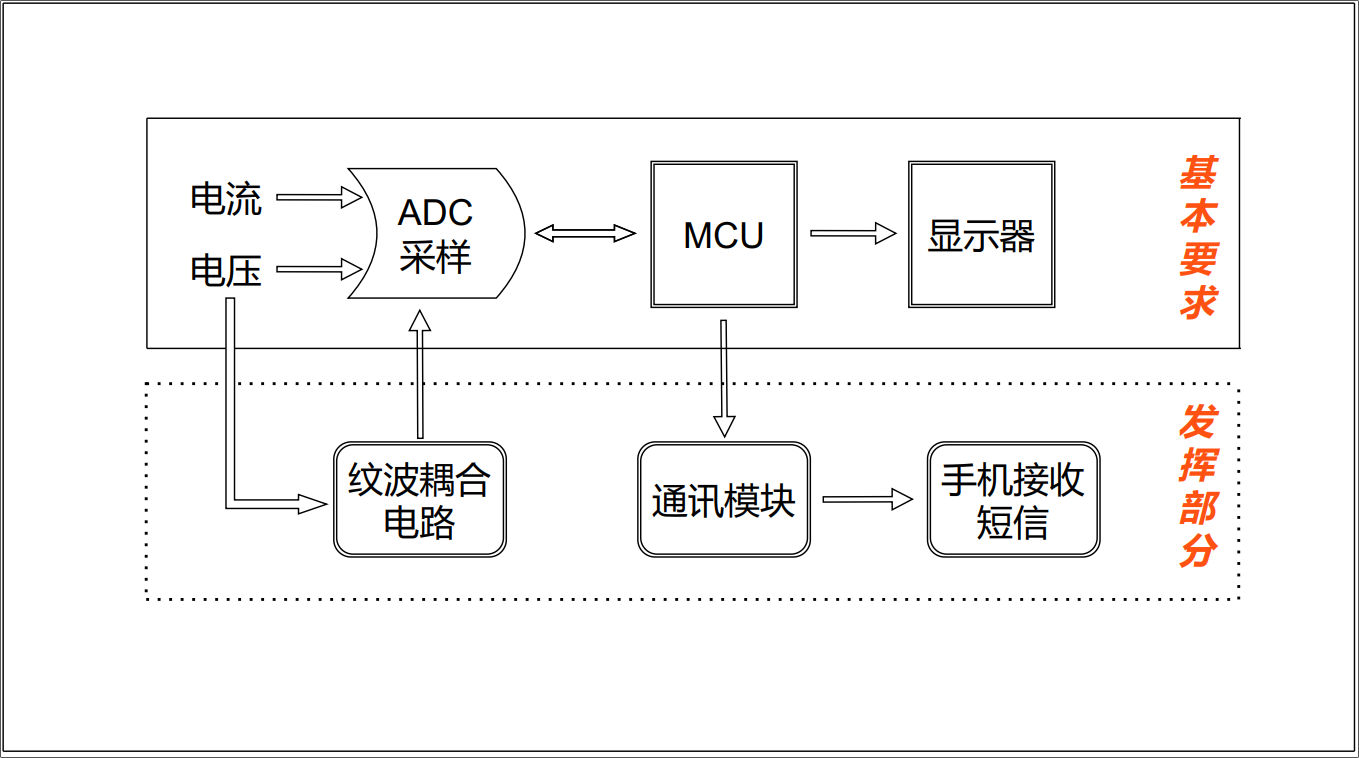 电流
电压
ADC
采样
MCU
显示器
基
本
要
求
纹波耦合
电路
通讯模块
手机接收
短信
发
挥
部
分